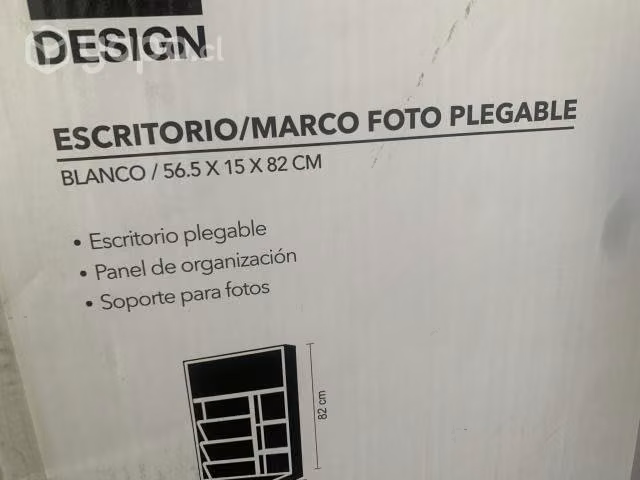 DESIGN
ESCRITORIO/MARCO FOTO PLEGABLE
BLANCO / 56.5 X 15 X 82 CM
• Escritorio plegable
• Panel de organización
• Soporte para fotos
82 cm